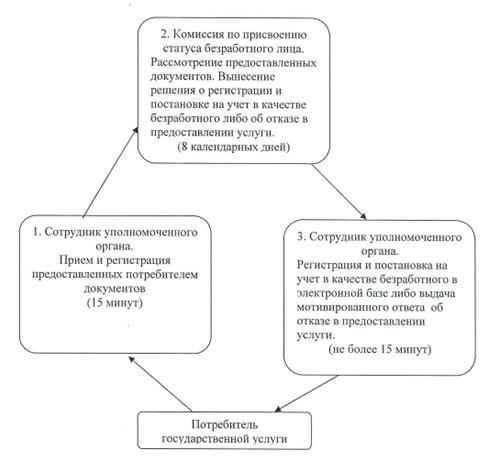 2. Комиссия по присвоению
статуса безработного лица.
Рассмотрение предоставленных
документов. Вынесение
решения о регистрации и
постановке на учет в качестве
безработного либо об отказе в
предоставлении услуги.
(8 календарных дней)
1. Сотрудник уполномоченного
органа.
Прием и регистрация
предоставленных потребителем
документов
(15 минут)
3. Сотрудник уполномоченного
органа.
Регистрация и постановка на
учет в качестве безработного в
электронной базе либо выдача
мотивированного ответа об
отказе в предоставлении
услуги.
(не более 15 минут)
Потребитель
государственной услуги